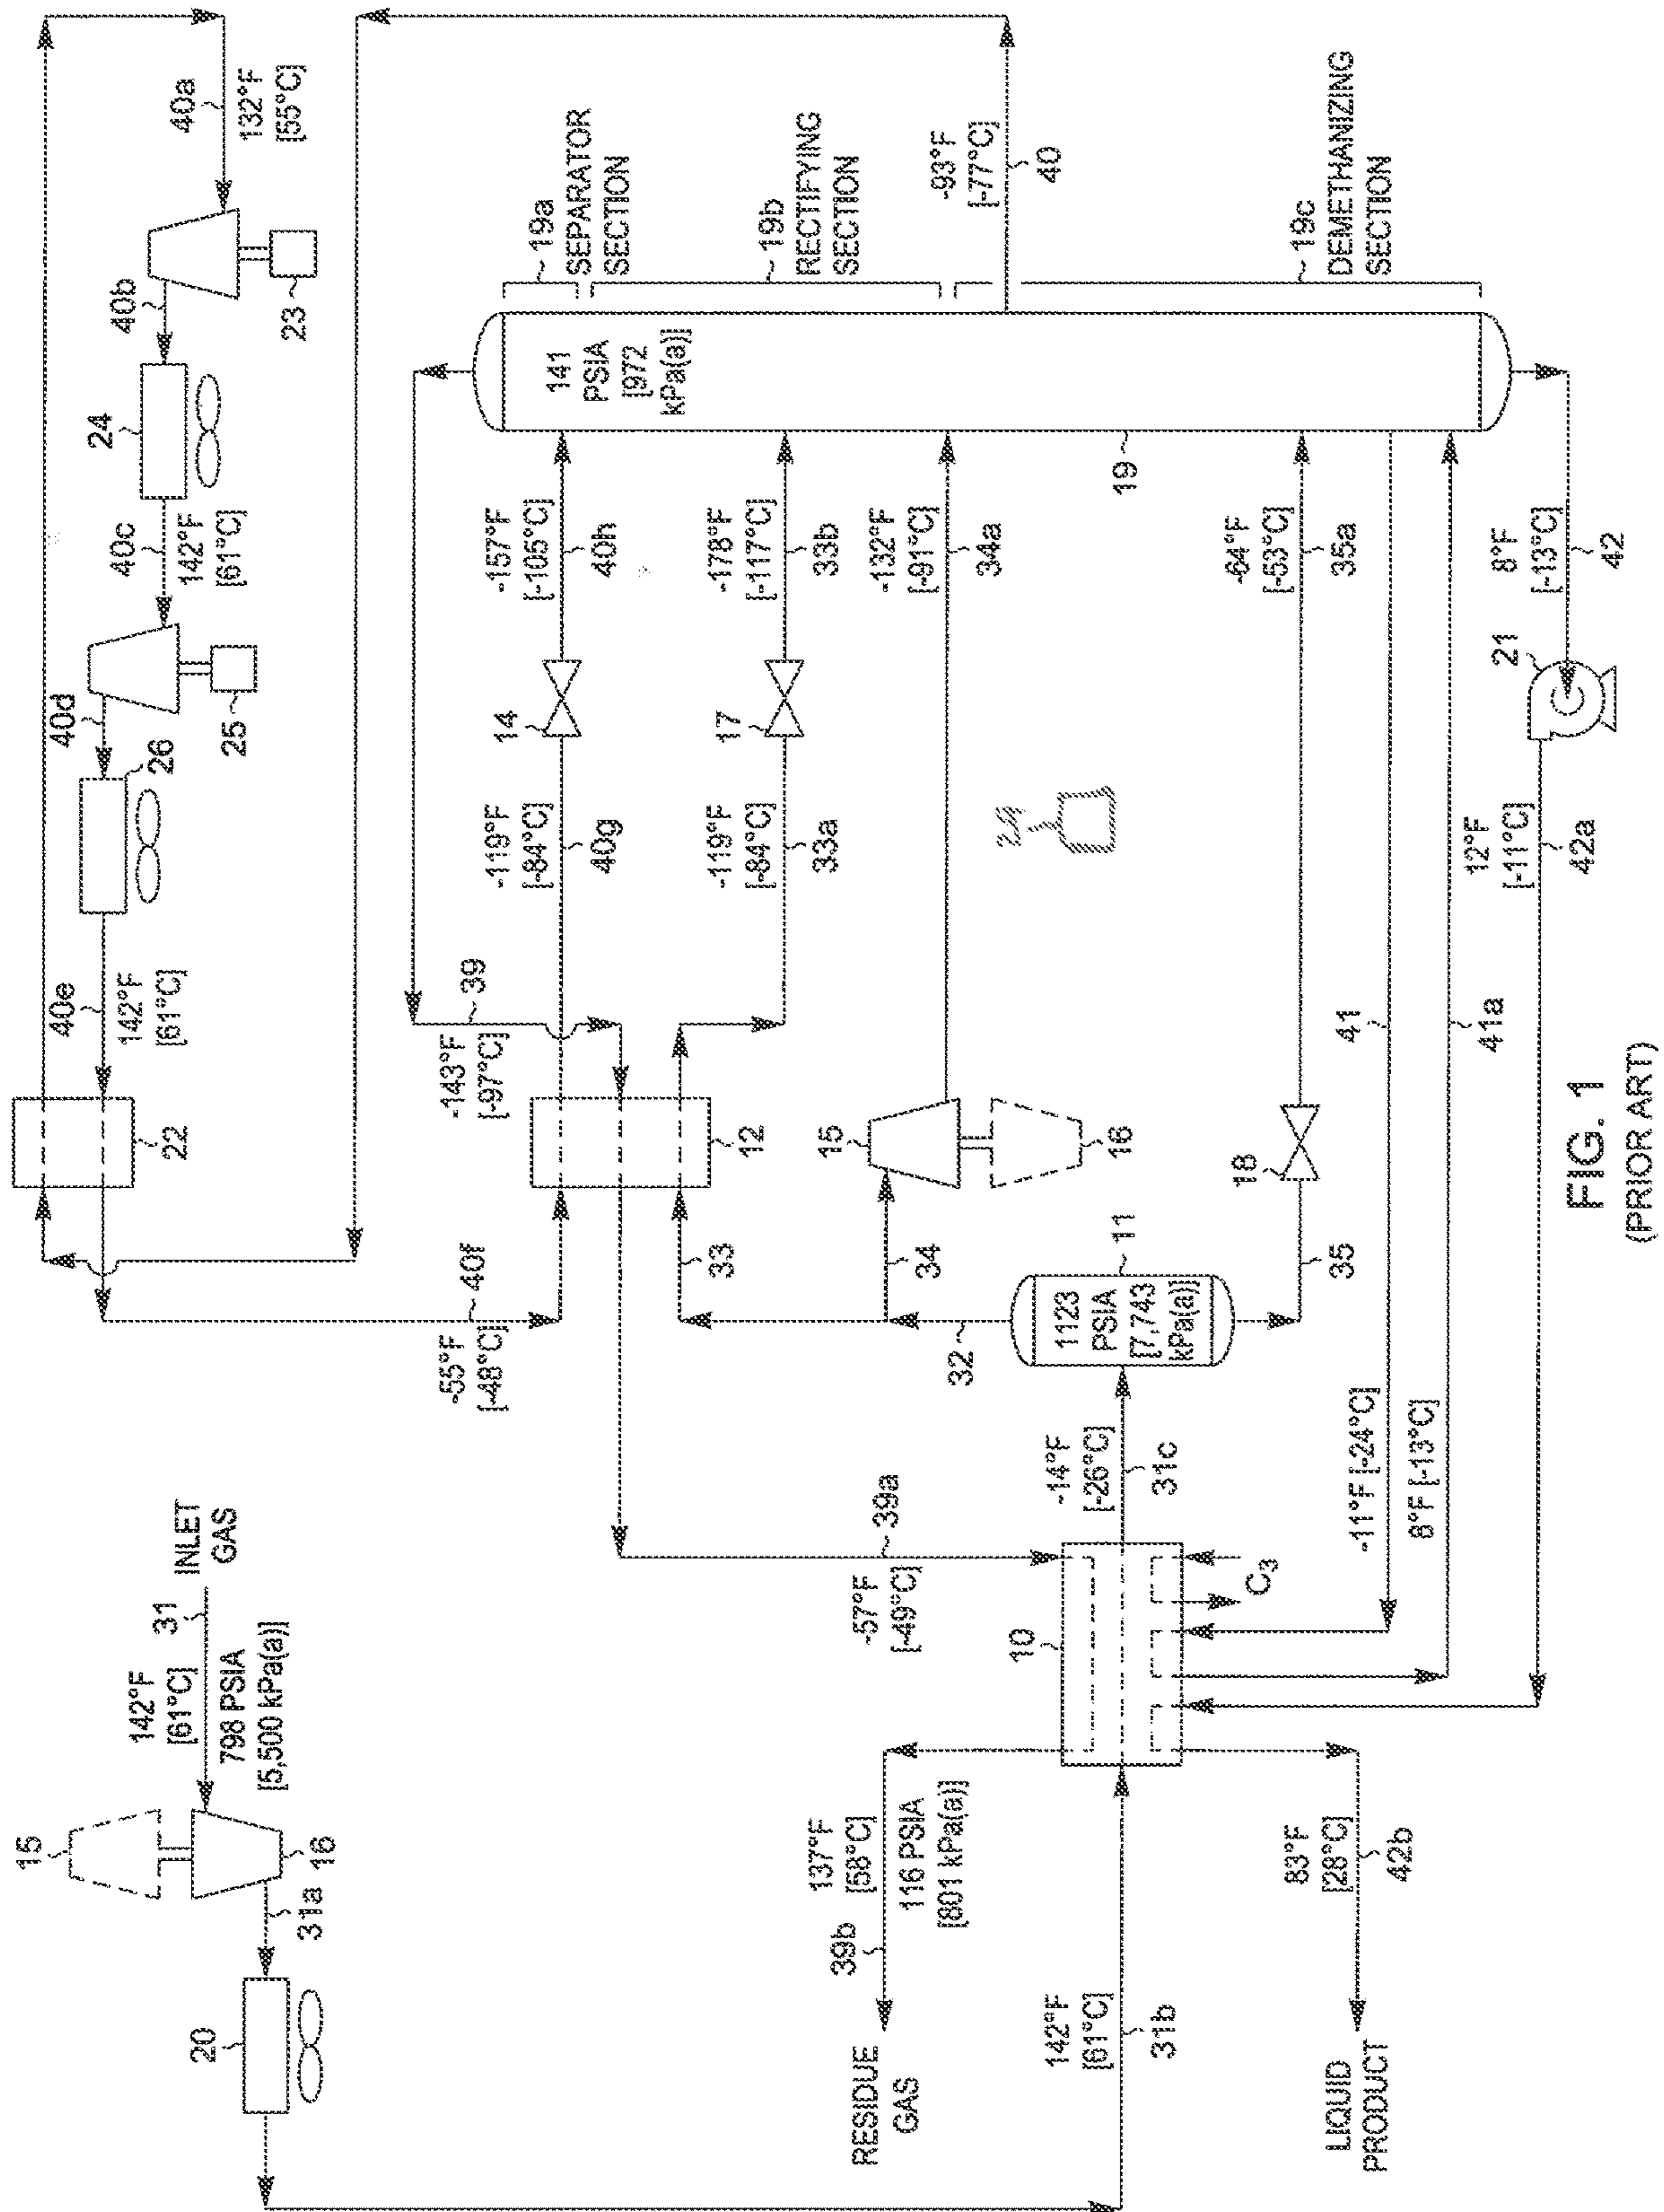 15
16
31a
20
142°F
[61°C]
31
INLET
GAS
798 PSIA
[5,500 kPa(a)]
22
40e
142°F
[61°C]
26
40d
25
40c
142°F
[61°C]
24
40b
23
40a
132°F
[55°C]
-55°F
[-48°C]
40f
-143°F
[-97°C]
39
12
-119°F
[-84°C]
40g
14
-157°F
[-105°C]
40h
33
-119°F
[-84°C]
33a
17
-178°F
[-117°C]
33b
19a
SEPARATOR
SECTION
19b
RECTIFYING
SECTION
141
PSIA
[972
kPa(a)]
RESIDUE
GAS
39b
137°F
[58°C]
116 PSIA
[801 kPa(a)]
-57°F
[-49°C]
39a
34
15
16
-132°F
[-91°C]
34a
-93°F
[-77°C]
40
32
11
1123
PSIA
[7,743
kPa(a)]
142°F
[61°C]
31b
10
C3
-14°F
[-26°C]
31c
35
18
-64°F
[-53°C]
35a
19
19c
DEMETHANIZING
SECTION
LIQUID
PRODUCT
83°F
[28°C]
42b
-11°F [-24°C]
41
8°F [-13°C]
41a
12°F
[-11°C]
42a
21
8°F
[-13°C]
42
FIG. 1
(PRIOR ART)